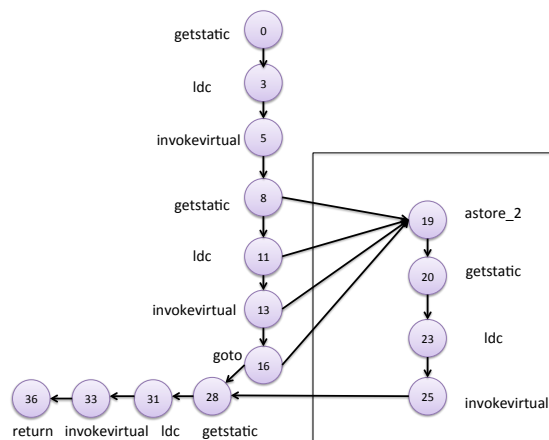 getstatic 0
ldc 3
invokevirtual 5
getstatic 8
19 astore_2
ldc 11
20 getstatic
invokevirtual 13
23 ldc
goto 16
36 33 31 28 25 invokevirtual
return invokevirtual ldc getstatic